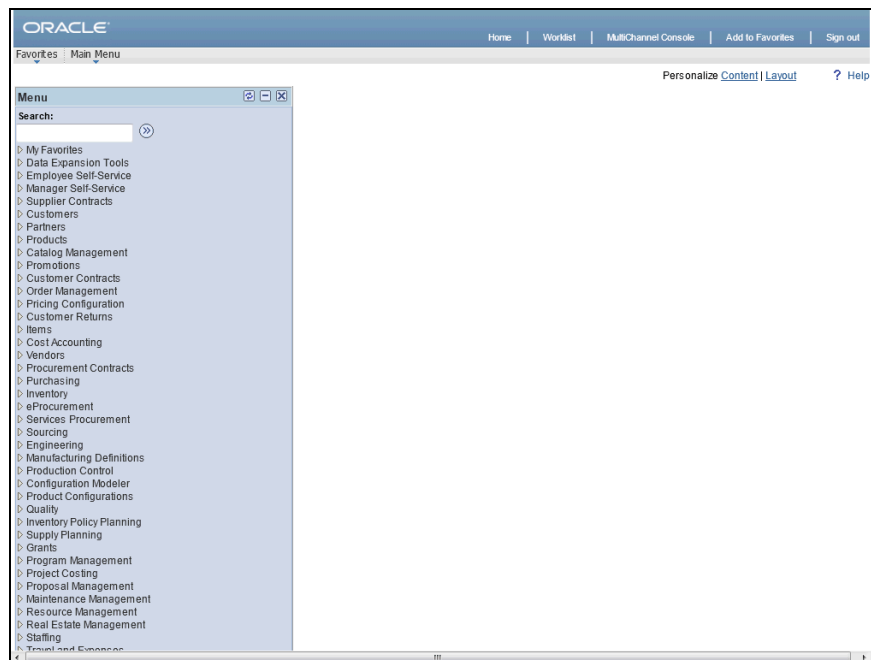 ORACLE
Home | Worklist | MultiChannel Console | Add to Favorites | Sign out
Favorites Main Menu
Personalize Content | Layout ? Help
Menu
Search:
My Favorites
Data Expansion Tools
Employee Self-Service
Manager Self-Service
Supplier Contracts
Customers
Partners
Products
Catalog Management
Promotions
Customer Contracts
Order Management
Pricing Configuration
Customer Returns
Items
Cost Accounting
Vendors
Procurement Contracts
Purchasing
Inventory
eProcurement
Services Procurement
Sourcing
Engineering
Manufacturing Definitions
Production Control
Configuration Modeler
Product Configurations
Quality
Inventory Policy Planning
Supply Planning
Grants
Program Management
Project Costing
Proposal Management
Maintenance Management
Resource Management
Real Estate Management
Staffing
Travel and Expenses